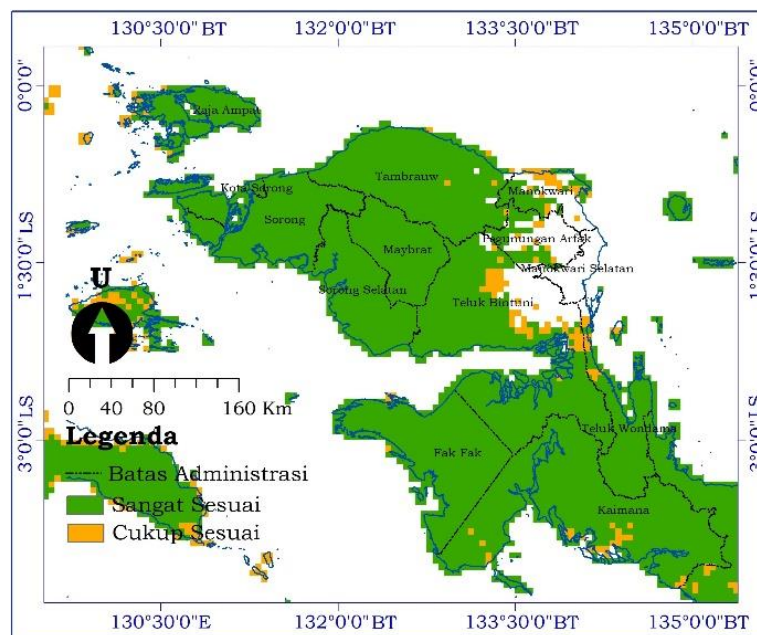 130°30'0"BT 132°0'0"BT 133°30'0"BT 135°0'0"BT
0°0'0"
0°0'0"
Raja Ampat
Tambrauw
Kota Sorong
Manokwari
Sorong
Maybrat
Pegunungan Arfak
Manokwari Selatan
1°30'0" LS
1°30'0" LS
U
Sorong Selatan
Teluk Bintuni
0 40 80 160 Km
Legenda
Batas Administrasi
Sangat Sesuai
Cukup Sesuai
Teluk Wondama
Fak Fak
Kaimana
3°0'0" LS
3°0'0" LS
130°30'0"E 132°0'0"BT 133°30'0"BT 135°0'0"BT